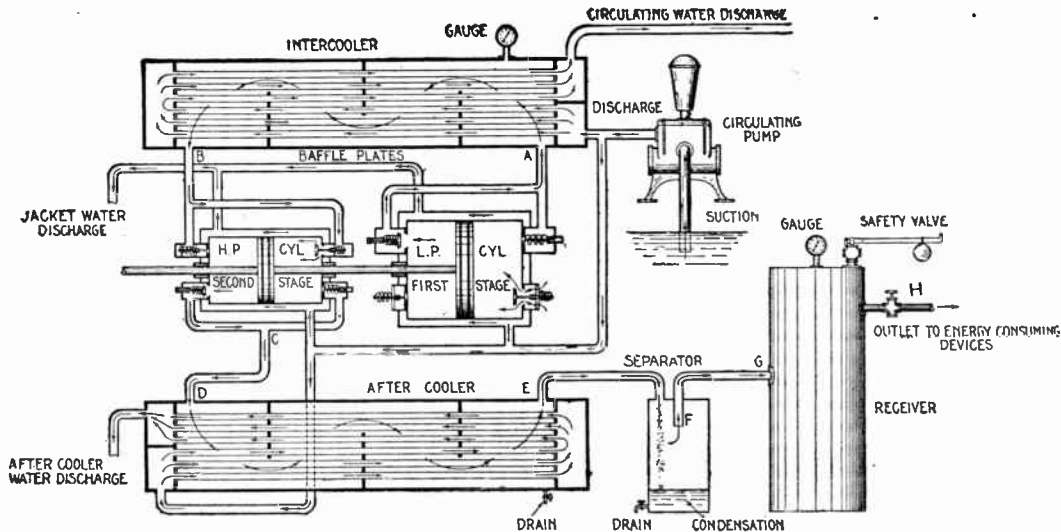 CIRCULATING WATER DISCHARGE
GAUGE
INTERCOOLER
DISCHARGE
CIRCULATING
PUMP
B
BAFFLE PLATES
A
JACKET WATER
DISCHARGE
SUCTION
GAUGE
SAFETY VALVE
H.P
CYL
L.P.
CYL
SECOND
STAGE
FIRST
STAGE
H
OUTLET TO ENERGY CONSUMING
DEVICES
C
SEPARATOR
G
D
AFTER COOLER
E
F
RECEIVER
AFTER COOLER
WATER DISCHARGE
DRAIN
DRAIN
CONDENSATION